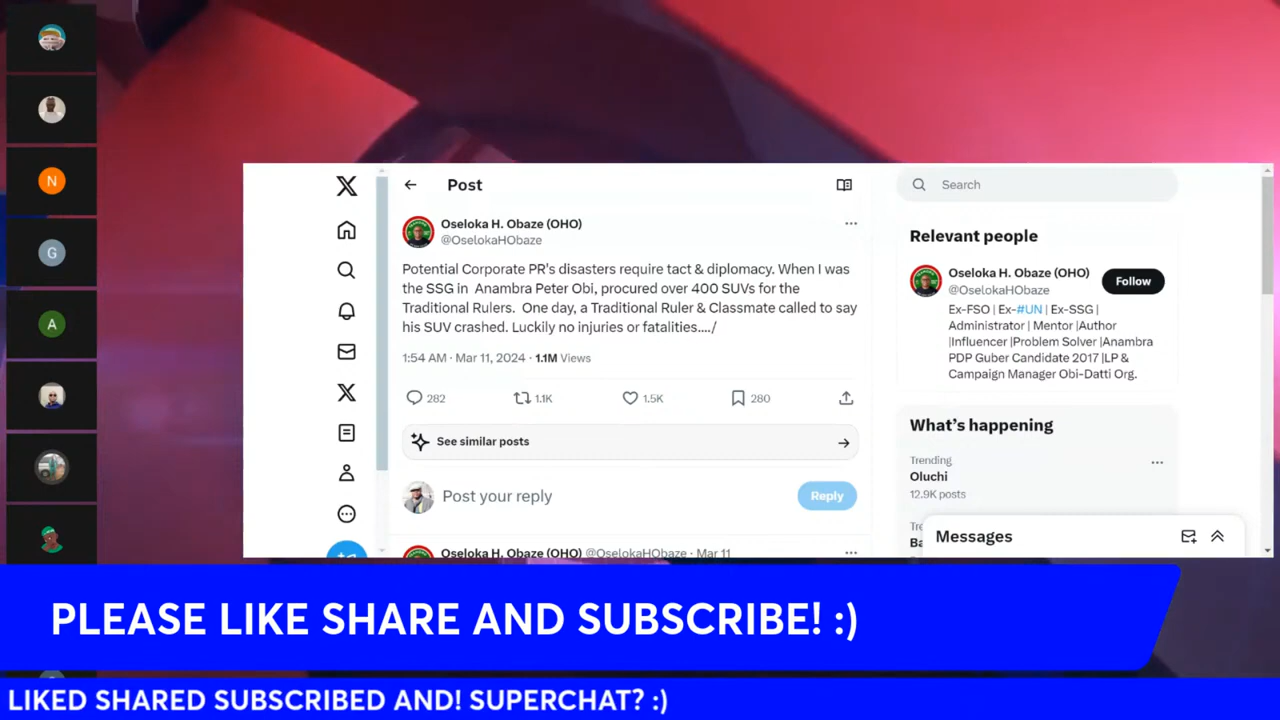 N
G
A
Post
Oseloka H. Obaze (OHO)
@OselokaHObaze
Potential Corporate PR's disasters require tact & diplomacy. When I was
the SSG in Anambra Peter Obi, procured over 400 SUVs for the
Traditional Rulers. One day, a Traditional Ruler & Classmate called to say
his SUV crashed. Luckily no injuries or fatalities..../
1:54 AM · Mar 11, 2024 · 1.1M Views
282 1.1K 1.5K 280
See similar posts
Post your reply
Reply
Oseloka H. Obaze (OHO) @OselokaHObaze · Mar 11
Search
Relevant people
Oseloka H. Obaze (OHO)
@OselokaHObaze
Follow
Ex-FSO | Ex-#UN | Ex-SSG |
Administrator | Mentor |Author
|Influencer |Problem Solver |Anambra
PDP Guber Candidate 2017 |LP &
Campaign Manager Obi-Datti Org.
What's happening
Trending
Oluchi
12.9K posts
Messages
PLEASE LIKE SHARE AND SUBSCRIBE! :)
LIKED SHARED SUBSCRIBED AND! SUPERCHAT? :)